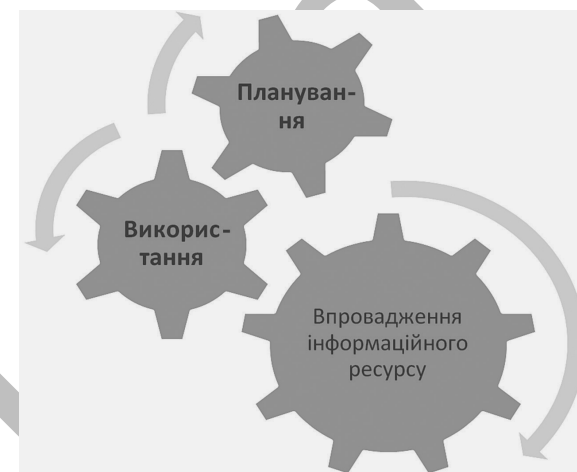 Плануван-
ня
Викорис-
тання
Впровадження
інформаційного
ресурсу